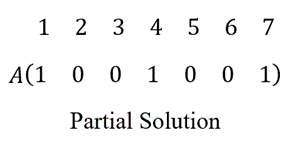 1 2 3 4 5 6 7
A(1 0 0 1 0 0 1)
Partial Solution